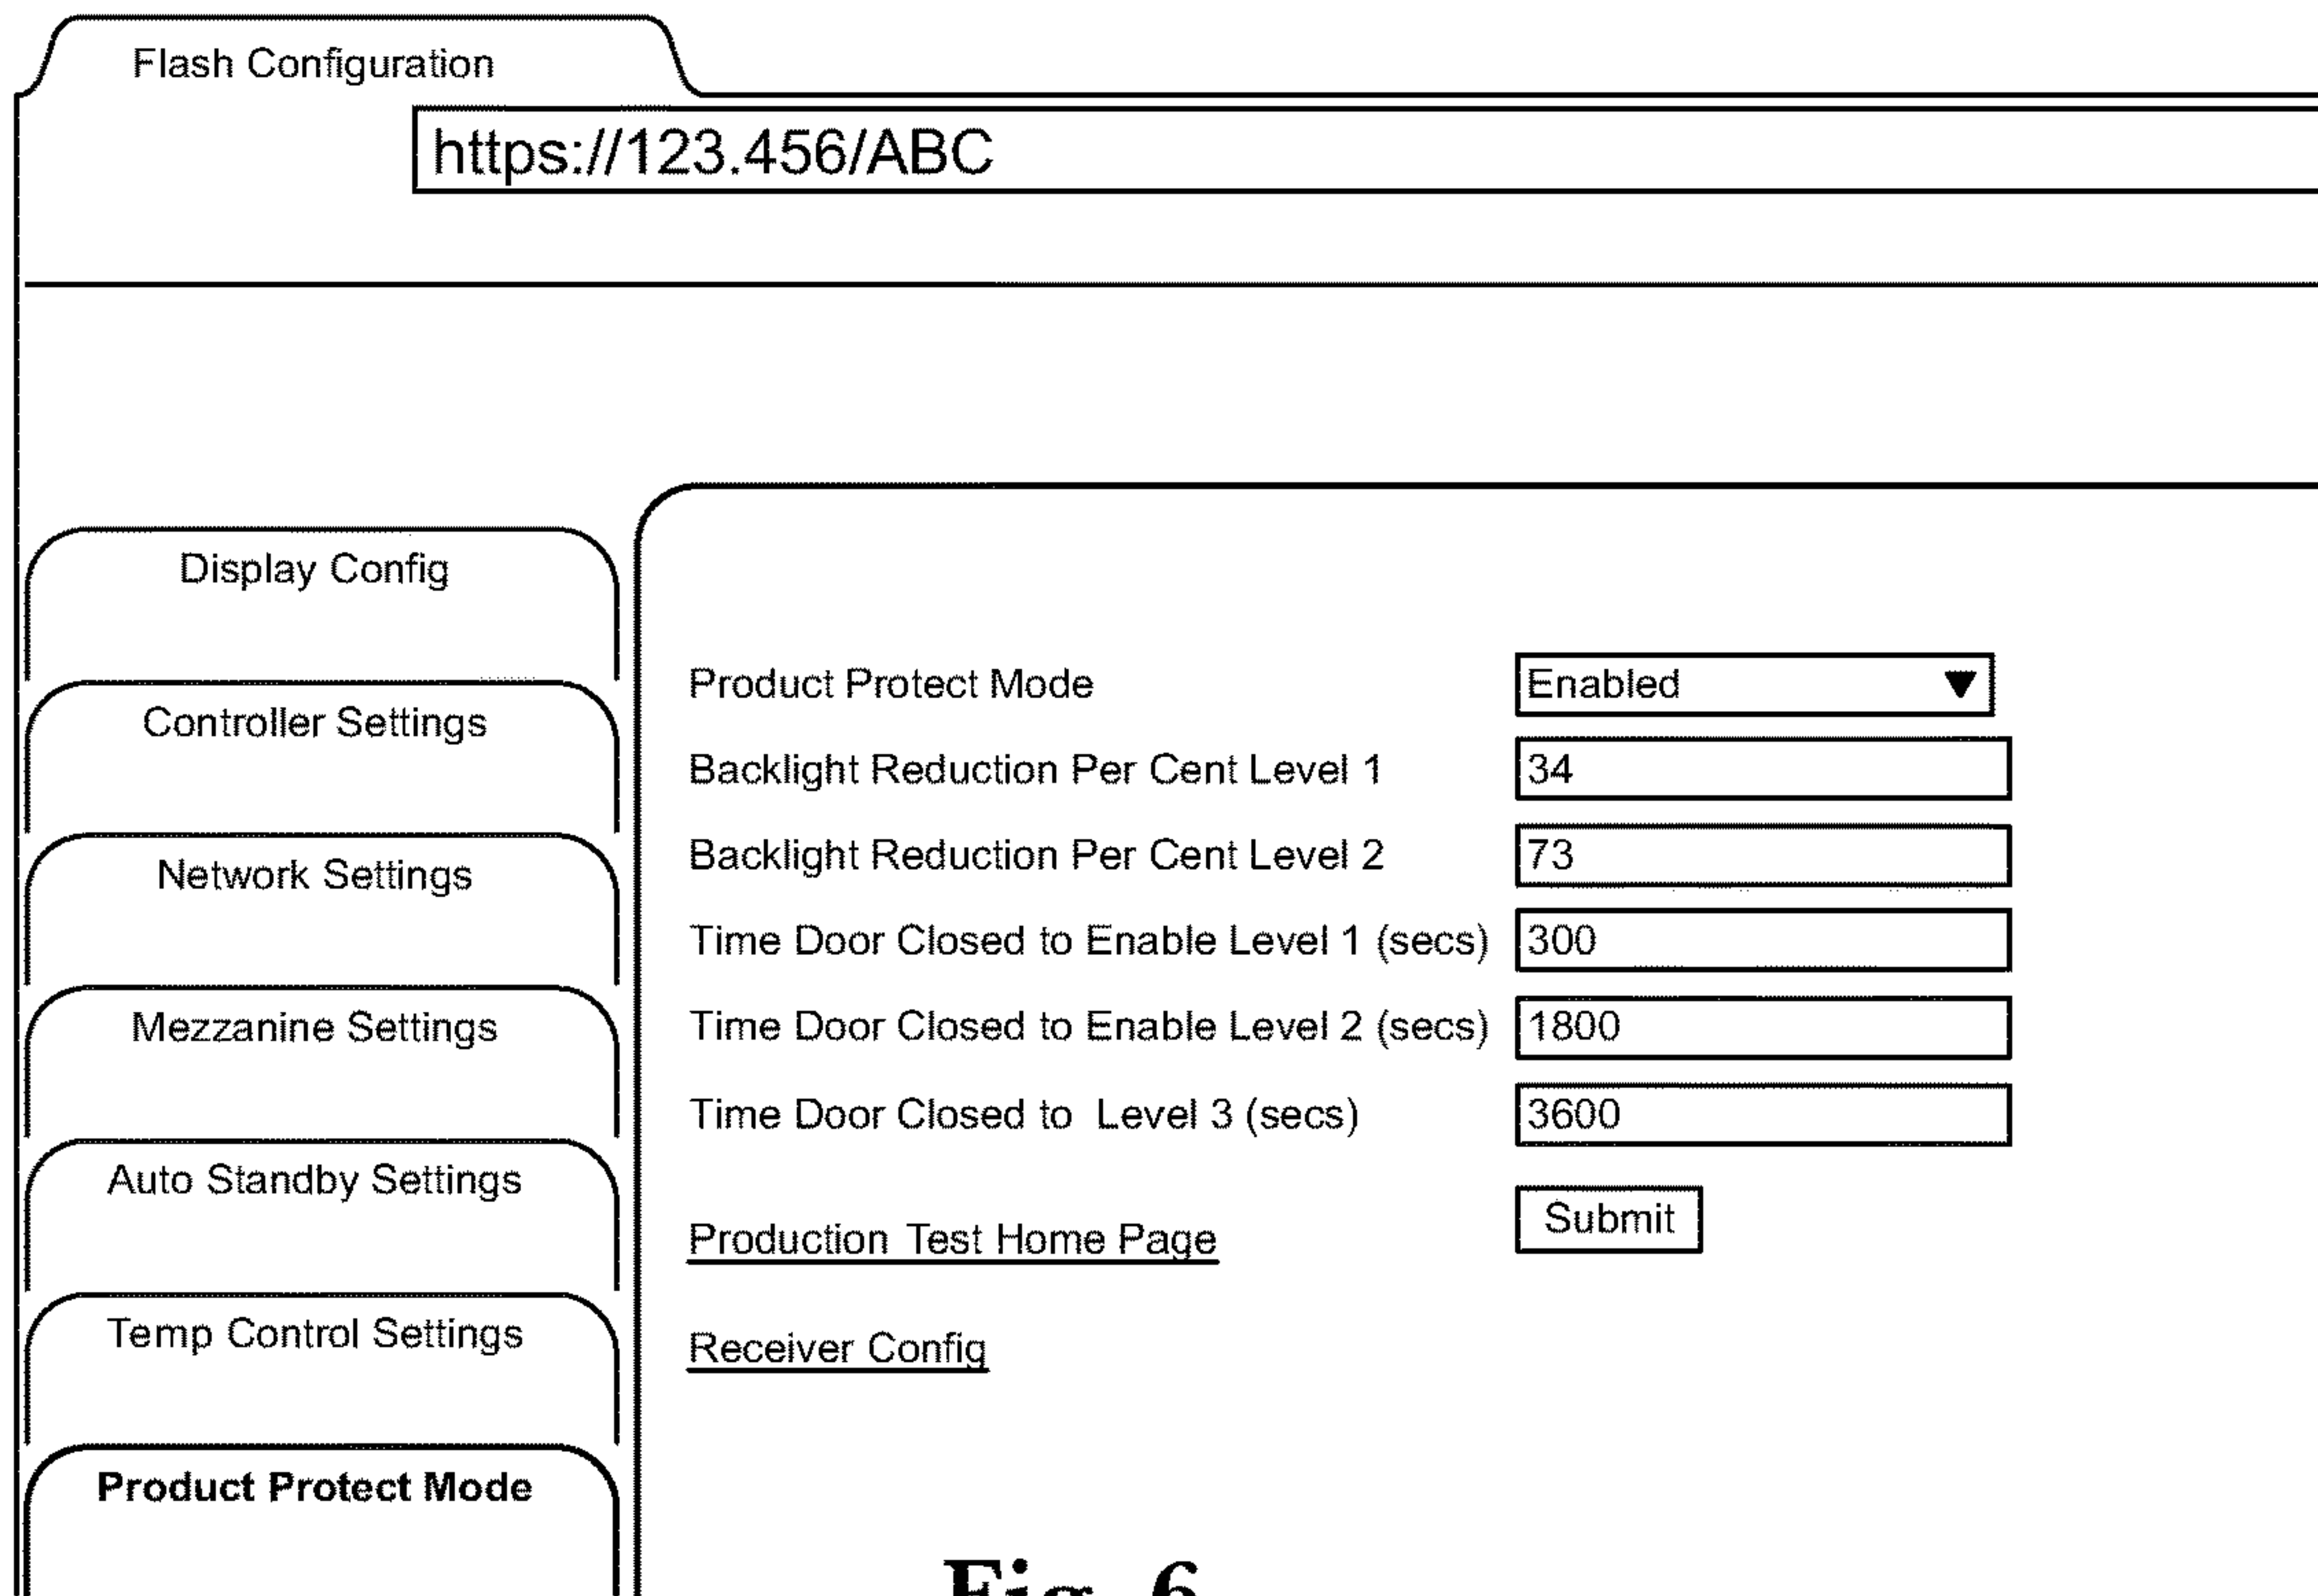 Flash Configuration
https://123.456/ABC
Display Config
Controller Settings
Network Settings
Mezzanine Settings
Auto Standby Settings
Temp Control Settings
Product Protect Mode
Product Protect Mode Enabled
Backlight Reduction Per Cent Level 1 34
Backlight Reduction Per Cent Level 2 73
Time Door Closed to Enable Level 1 (secs) 300
Time Door Closed to Enable Level 2 (secs) 1800
Time Door Closed to Level 3 (secs) 3600
Submit
Production Test Home Page
Receiver Config
Fig. 6